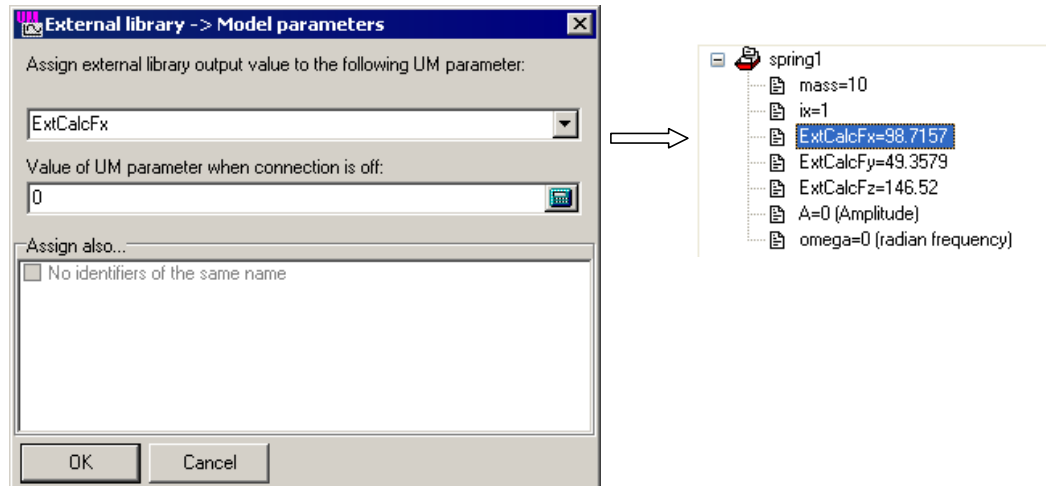 External library -> Model parameters
Assign external library output value to the following UM parameter:
ExtCalcFx
Value of UM parameter when connection is off:
0
Assign also...
No identifiers of the same name
OK
Cancel
spring1
mass=10
ix=1
ExtCalcFx=98.7157
ExtCalcFy=49.3579
ExtCalcFz=146.52
A=0 (Amplitude)
omega=0 (radian frequency)